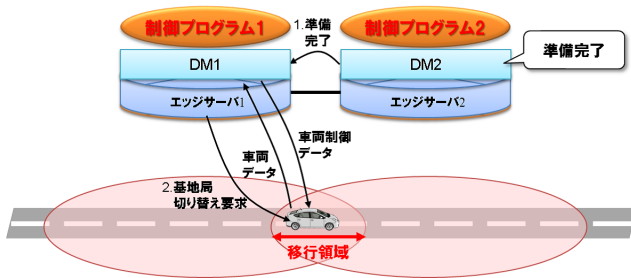 制御プログラム1
1.準備
完了
制御プログラム2
DM1
DM2
準備完了
エッジサーバ1
エッジサーバ2
車両
データ
車両制御
データ
2.基地局
切り替え要求
移行領域